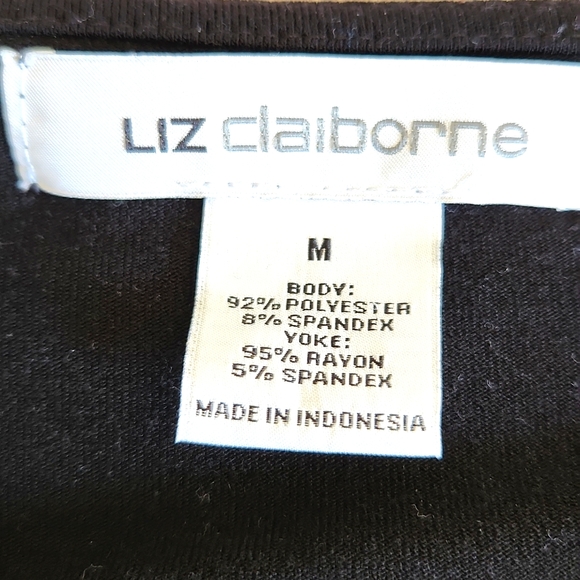 LIZ claiborne
M
BODY:
92% POLYESTER
8% SPANDEX
YOKE:
95% RAYON
5% SPANDEX
MADE IN INDONESIA